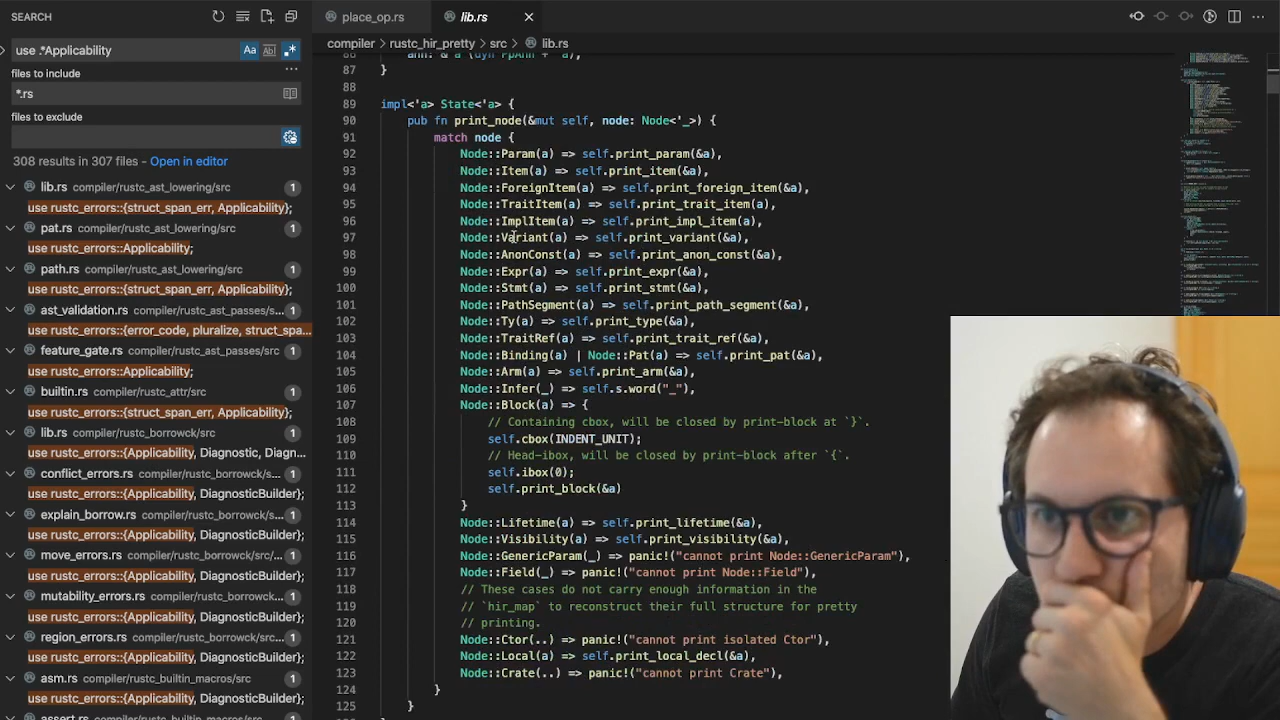 SEARCH
place_op.rs
lib.rs
use .*Applicability
Aa
files to include
*.rs
files to exclude
308 results in 307 files - Open in editor
lib.rs compiler/rustc_ast_lowering/src 1
use rustc_errors::{struct_span_err, Applicability};
pat.rs compiler/rustc_ast_lowering/src 1
use rustc_errors::Applicability;
path.rs compiler/rustc_ast_lowering/src 1
use rustc_errors::{struct_span_err, Applicability};
ast_validation.rs compiler/rustc_ast_passes/s... 1
use rustc_errors::{error_code, pluralize, struct_spa...
feature_gate.rs compiler/rustc_ast_passes/src 1
use rustc_errors::Applicability;
builtin.rs compiler/rustc_attr/src 1
use rustc_errors::{struct_span_err, Applicability};
lib.rs compiler/rustc_borrowck/src 1
use rustc_errors::{Applicability, Diagnostic, Diagn...
conflict_errors.rs compiler/rustc_borrowck/s... 1
use rustc_errors::{Applicability, DiagnosticBuilder};
explain_borrow.rs compiler/rustc_borrowck/... 1
use rustc_errors::{Applicability, DiagnosticBuilder};
move_errors.rs compiler/rustc_borrowck/src/... 1
use rustc_errors::{Applicability, DiagnosticBuilder};
mutability_errors.rs compiler/rustc_borrowck... 1
use rustc_errors::{Applicability, DiagnosticBuilder};
region_errors.rs compiler/rustc_borrowck/src... 1
use rustc_errors::{Applicability, DiagnosticBuilder};
asm.rs compiler/rustc_builtin_macros/src 1
use rustc_errors::{Applicability, DiagnosticBuilder};
assert.rs compiler/rustc_builtin_macros/src 1
compiler > rustc_hir_pretty > src > lib.rs
87 }
88
89 impl<'a> State<'a> {
90 pub fn print_node(&mut self, node: Node<'_>) {
91 match node {
92 Node::Param(a) => self.print_param(&a),
93 Node::Item(a) => self.print_item(&a),
94 Node::ForeignItem(a) => self.print_foreign_item(&a),
95 Node::TraitItem(a) => self.print_trait_item(a),
96 Node::ImplItem(a) => self.print_impl_item(a),
97 Node::Variant(a) => self.print_variant(&a),
98 Node::AnonConst(a) => self.print_anon_const(&a),
99 Node::Expr(a) => self.print_expr(&a),
100 Node::Stmt(a) => self.print_stmt(&a),
101 Node::PathSegment(a) => self.print_path_segment(&a),
102 Node::Ty(a) => self.print_type(&a),
103 Node::TraitRef(a) => self.print_trait_ref(&a),
104 Node::Binding(a) | Node::Pat(a) => self.print_pat(&a),
105 Node::Arm(a) => self.print_arm(&a),
106 Node::Infer(_) => self.s.word("_"),
107 Node::Block(a) => {
108 // Containing cbox, will be closed by print-block at `}`.
109 self.cbox(INDENT_UNIT);
110 // Head-ibox, will be closed by print-block after `{`.
111 self.ibox(0);
112 self.print_block(&a)
113 }
114 Node::Lifetime(a) => self.print_lifetime(&a),
115 Node::Visibility(a) => self.print_visibility(&a),
116 Node::GenericParam(_) => panic!("cannot print Node::GenericParam"),
117 Node::Field(_) => panic!("cannot print Node::Field"),
118 // These cases do not carry enough information in the
119 // `hir_map` to reconstruct their full structure for pretty
120 // printing.
121 Node::Ctor(..) => panic!("cannot print isolated Ctor"),
122 Node::Local(a) => self.print_local_decl(&a),
123 Node::Crate(..) => panic!("cannot print Crate"),
124 }
125 }